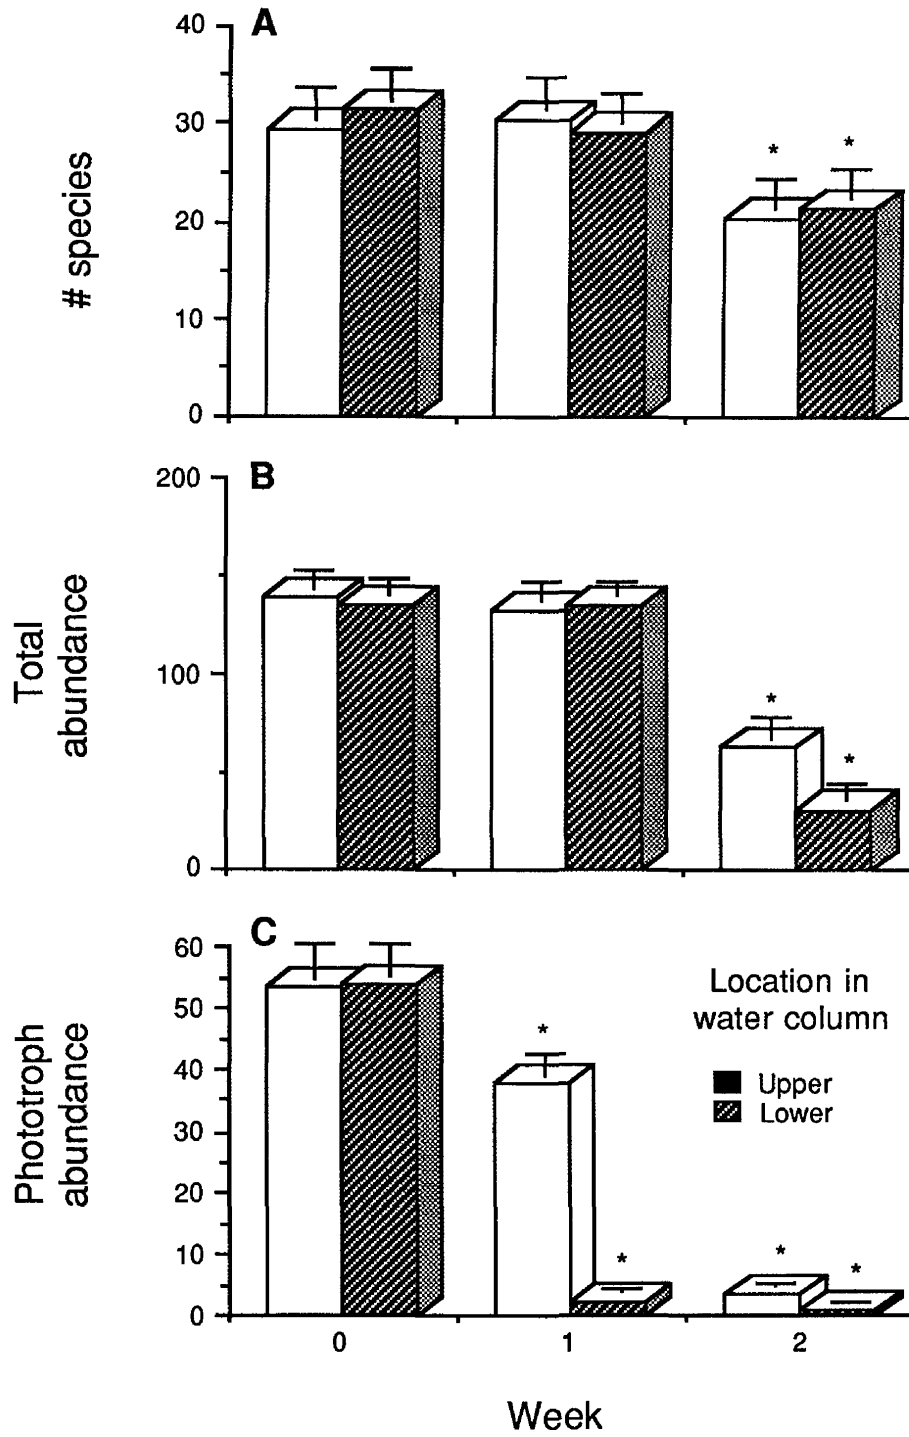 A
40
30
20
10
0
# species
*
*
B
200
100
0
Total
abundance
*
*
C
60
50
40
30
20
10
0
Phototroph
abundance
*
*
*
*
Location in
water column
Upper
Lower
0 1 2
Week